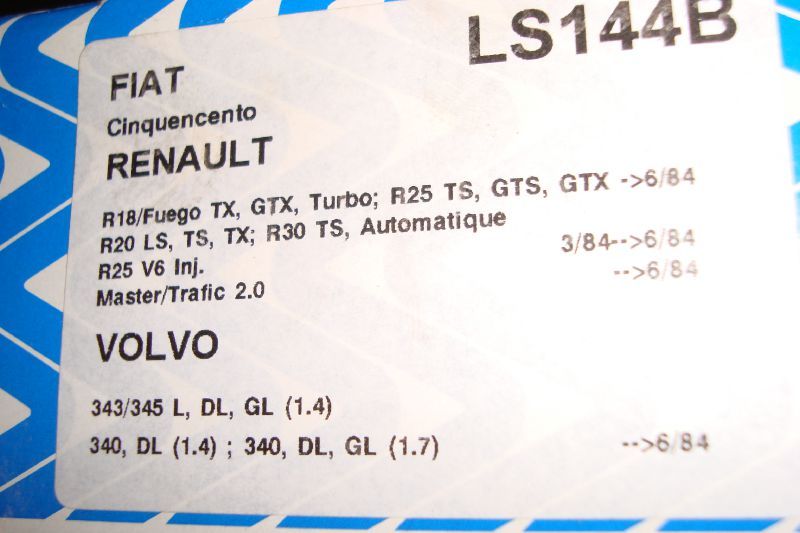 LS144B
FIAT
Cinquencento
RENAULT
R18/Fuego TX, GTX, Turbo; R25 TS, GTS, GTX ->6/84
R20 LS, TS, TX; R30 TS, Automatique
R25 V6 Inj. 3/84-->6/84
Master/Trafic 2.0 -->6/84
VOLVO
343/345 L, DL, GL (1.4)
340, DL (1.4) ; 340, DL, GL (1.7) -->6/84